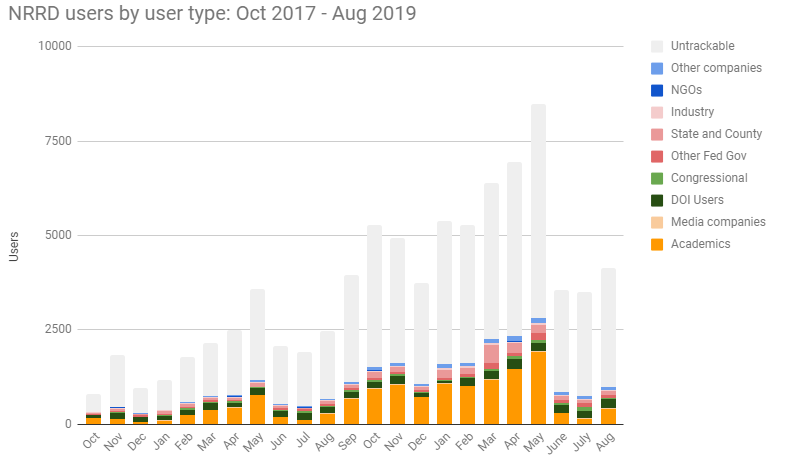 NRRD users by user type: Oct 2017 - Aug 2019
10000
7500
5000
2500
0
Users
Oct
Nov
Dec
Jan
Feb
Mar
Apr
May
Jun
Jul
Aug
Sep
Oct
Nov
Dec
Jan
Feb
Mar
Apr
May
June
July
Aug
Untrackable
Other companies
NGOs
Industry
State and County
Other Fed Gov
Congressional
DOI Users
Media companies
Academics